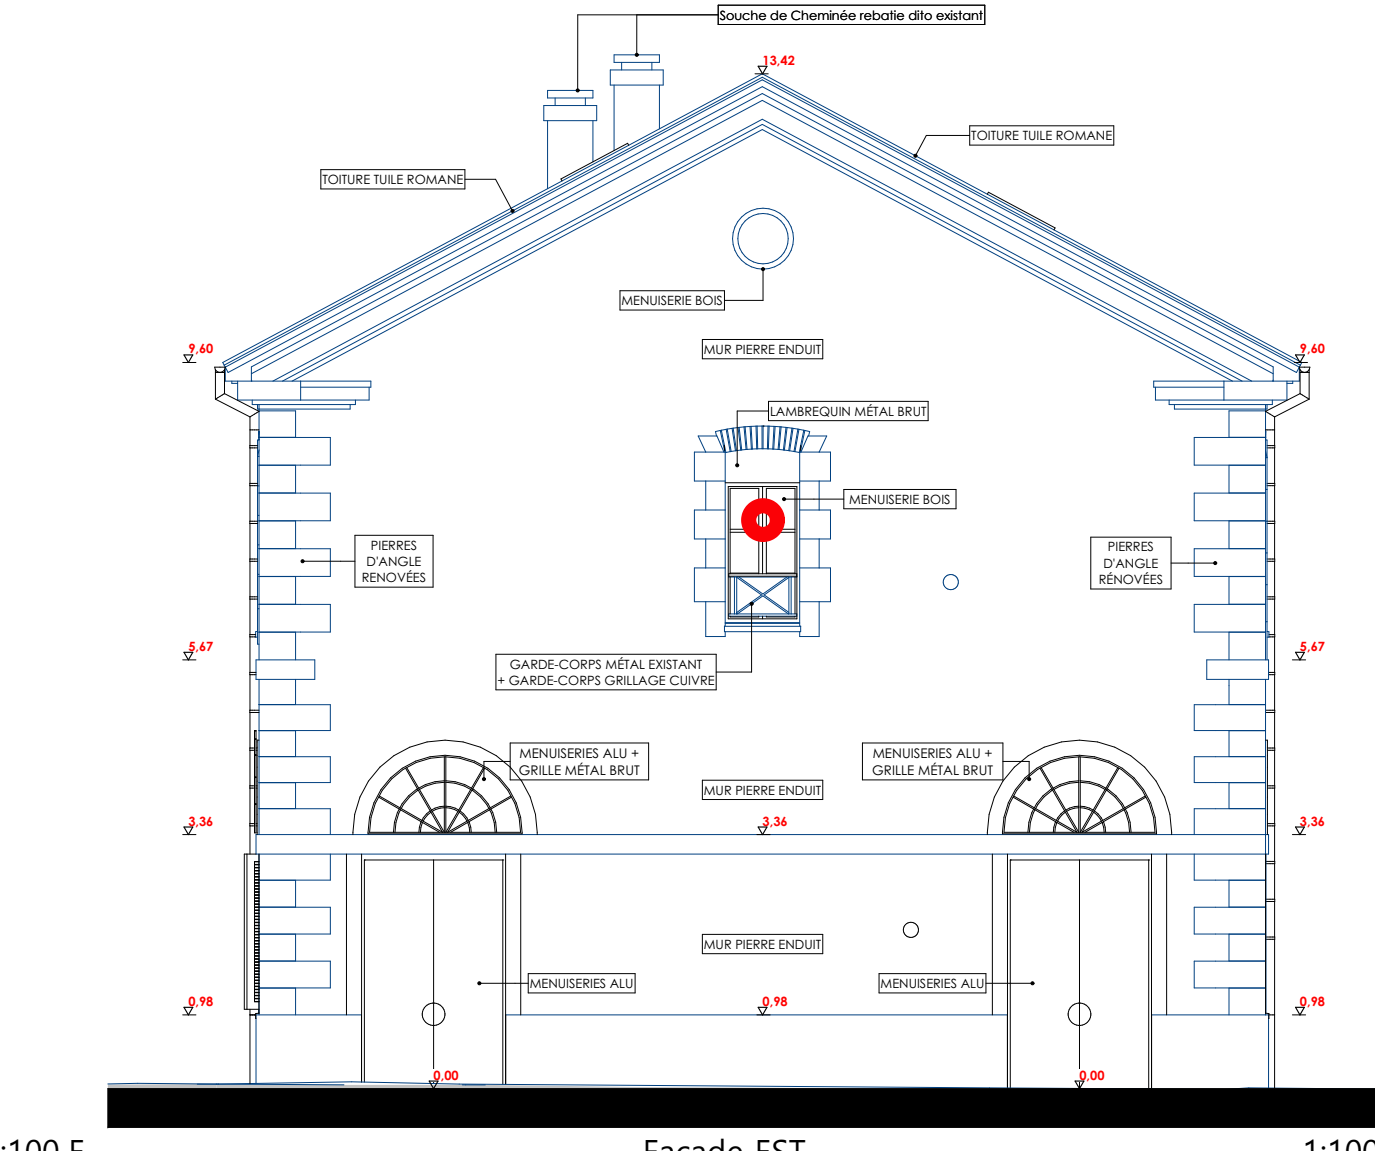 Souche de Cheminée rebatie dito existant
13,42
TOITURE TUILE ROMANE
TOITURE TUILE ROMANE
MENUISERIE BOIS
9,60
MUR PIERRE ENDUIT
9,60
LAMBREQUIN MÉTAL BRUT
MENUISERIE BOIS
PIERRES
D'ANGLE
RENOVÉES
PIERRES
D'ANGLE
RÉNOVÉES
5,67
5,67
GARDE-CORPS MÉTAL EXISTANT
+ GARDE-CORPS GRILLAGE CUIVRE
MENUISERIES ALU +
GRILLE MÉTAL BRUT
MENUISERIES ALU +
GRILLE MÉTAL BRUT
MUR PIERRE ENDUIT
3,36
3,36
3,36
MUR PIERRE ENDUIT
MENUISERIES ALU
MENUISERIES ALU
0,98
0,98
0,98
0,00
0,00
:100 F
Façade EST
1:100